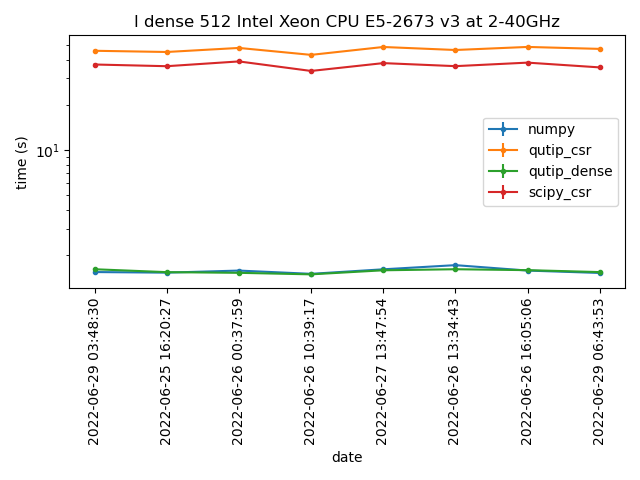 l dense 512 Intel Xeon CPU E5-2673 v3 at 2-40GHz
time (s)
10¹
numpy
qutip_csr
qutip_dense
scipy_csr
2022-06-29 03:48:30
2022-06-25 16:20:27
2022-06-26 00:37:59
2022-06-26 10:39:17
2022-06-27 13:47:54
2022-06-26 13:34:43
2022-06-26 16:05:06
2022-06-29 06:43:53
date